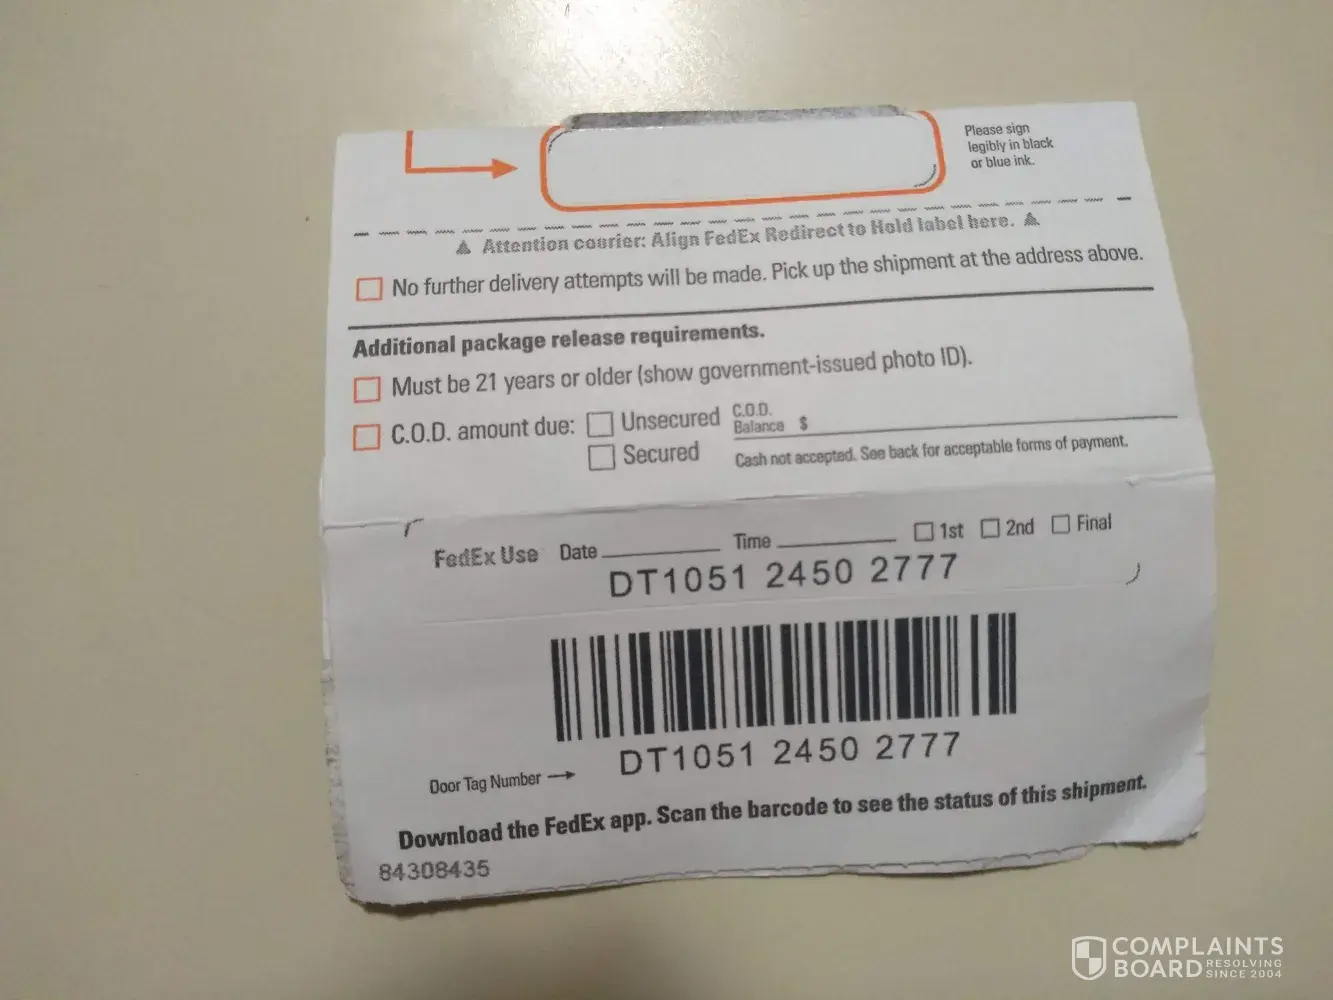 Please sign
legibly in black
or blue ink.
Attention courier: Align FedEx Redirect to Hold label here.
No further delivery attempts will be made. Pick up the shipment at the address above.
Additional package release requirements.
Must be 21 years or older (show government-issued photo ID).
C.O.D. amount due: Unsecured C.O.D. Balance $
Secured
Cash not accepted. See back for acceptable forms of payment.
FedEx Use Date Time 1st 2nd Final
DT1051 2450 2777
DT1051 2450 2777
Door Tag Number
Download the FedEx app. Scan the barcode to see the status of this shipment.
84308435
COMPLAINTS
BOARD RESOLVING SINCE 2004